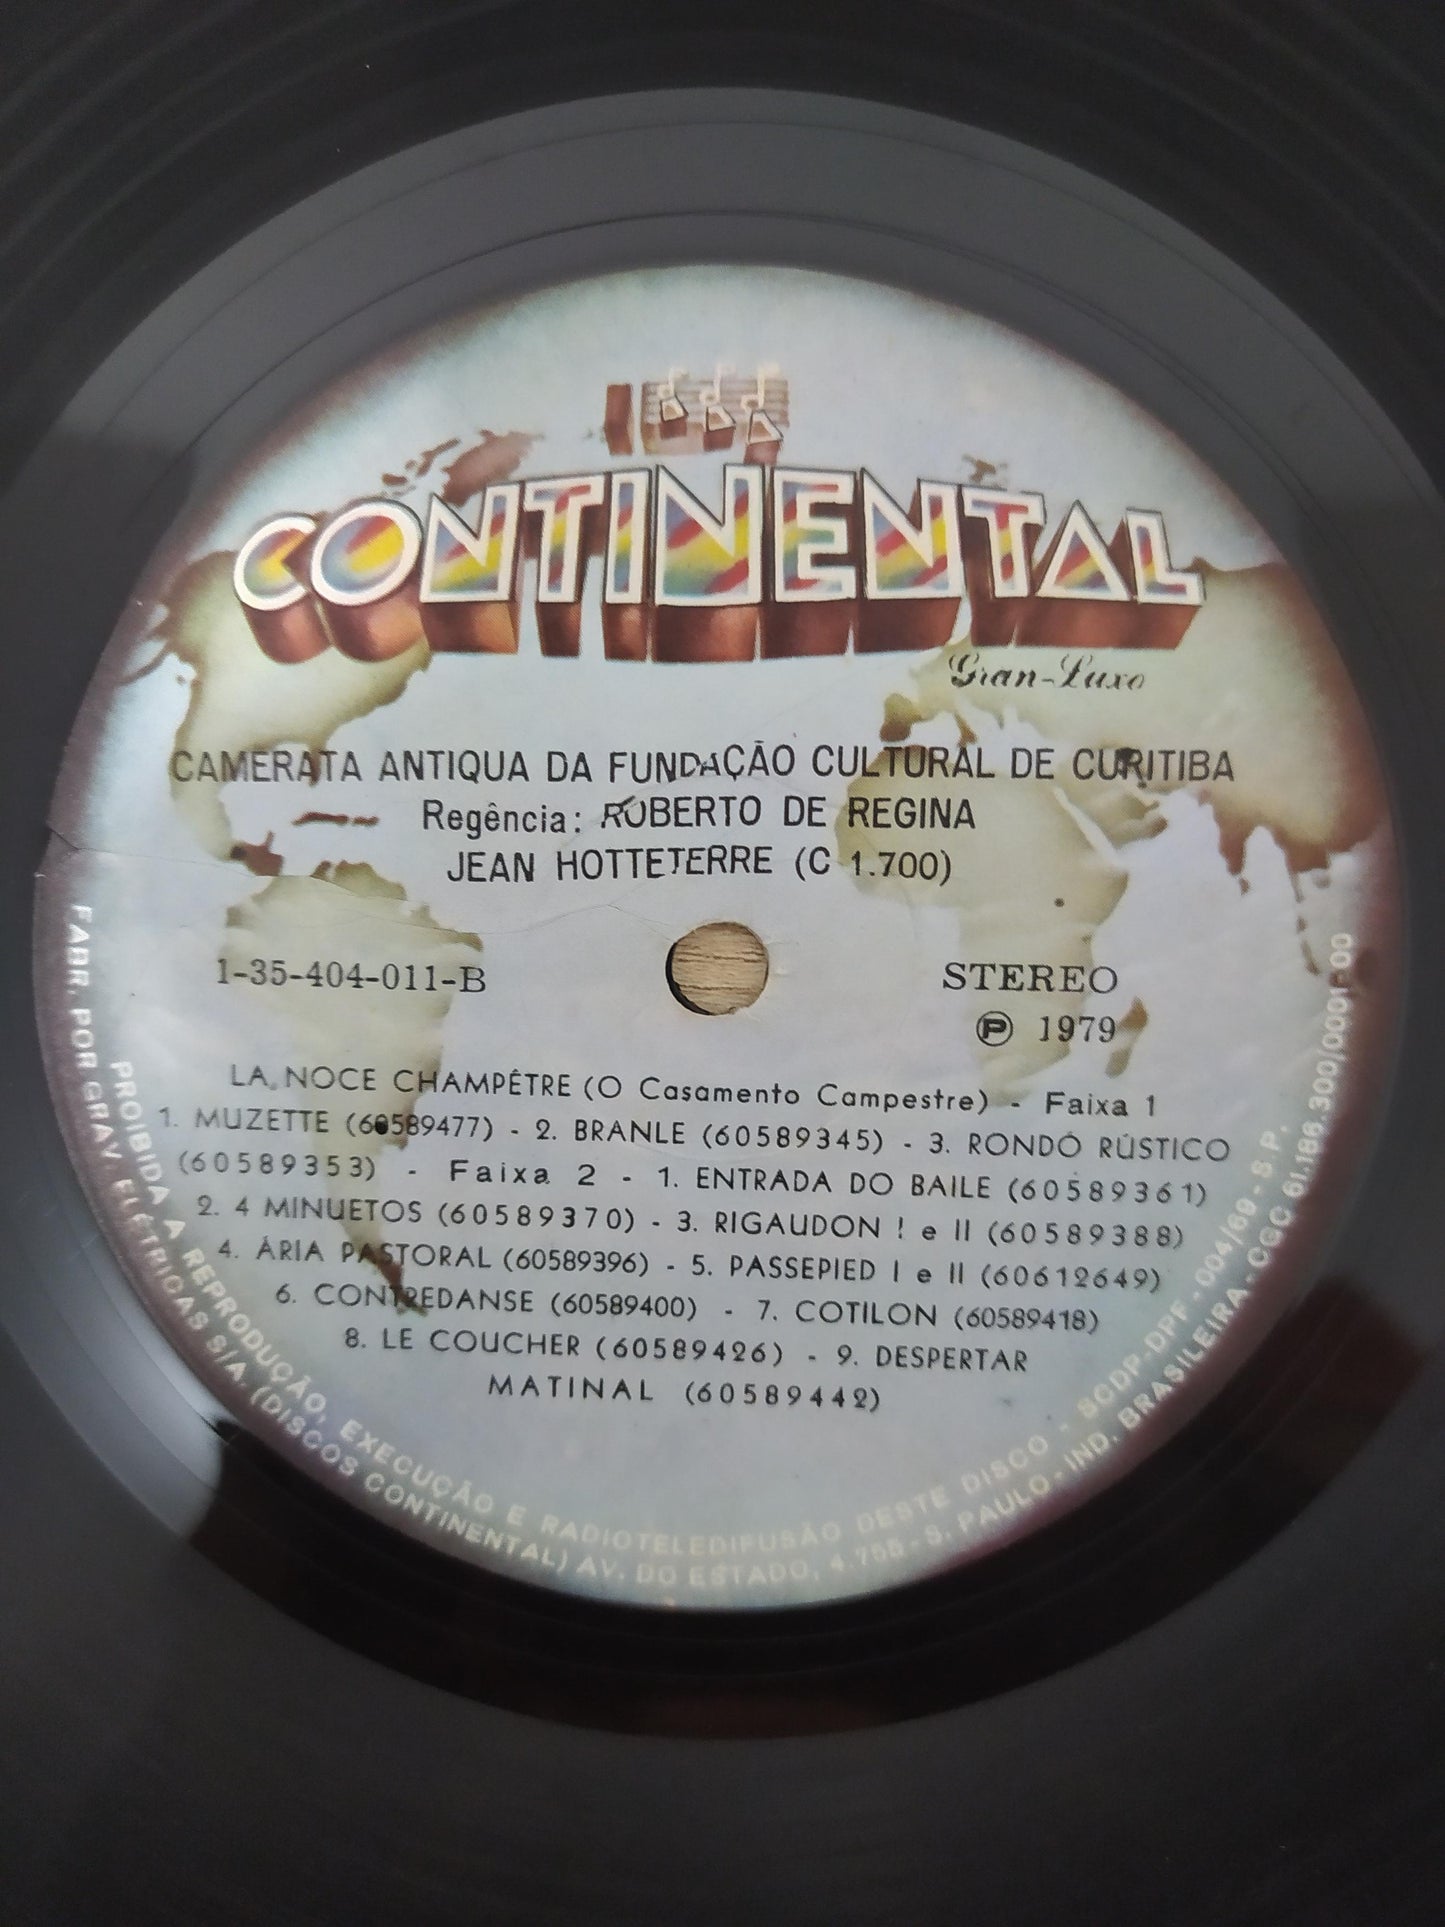 CONTINENTAL
Gran-Luxo
CAMERATA ANTIQUA DA FUNDAÇÃO CULTURAL DE CURITIBA
Regência: ROBERTO DE REGINA
JEAN HOTTETERRE (C 1.700)
1-35-404-011-B
STEREO
Ⓟ 1979
LA NOCE CHAMPÊTRE (O Casamento Campestre) - Faixa 1
1. MUZETTE (60589477) - 2. BRANLE (60589345) - 3. RONDÓ RÚSTICO
(60589353) - Faixa 2 - 1. ENTRADA DO BAILE (60589361)
2. 4 MINUETOS (60589370) - 3. RIGAUDON ! e II (60589388)
4. ÁRIA PASTORAL (60589396) - 5. PASSEPIED I e II (60612649)
6. CONTREDANSE (60589400) - 7. COTILON (60589418)
8. LE COUCHER (60589426) - 9. DESPERTAR
MATINAL (60589442)
PROIBIDA A REPRODUÇÃO, EXECUÇÃO E RADIOTELEDIFUSÃO DESTE DISCO - SCDP-DPF - 004/69 - S.P.
FABR. POR GRAV. ELÉTRICAS S/A. (DISCOS CONTINENTAL) AV. DO ESTADO, 4.755 - S. PAULO - IND. BRASILEIRA - CGC 61.186.300/0001-00